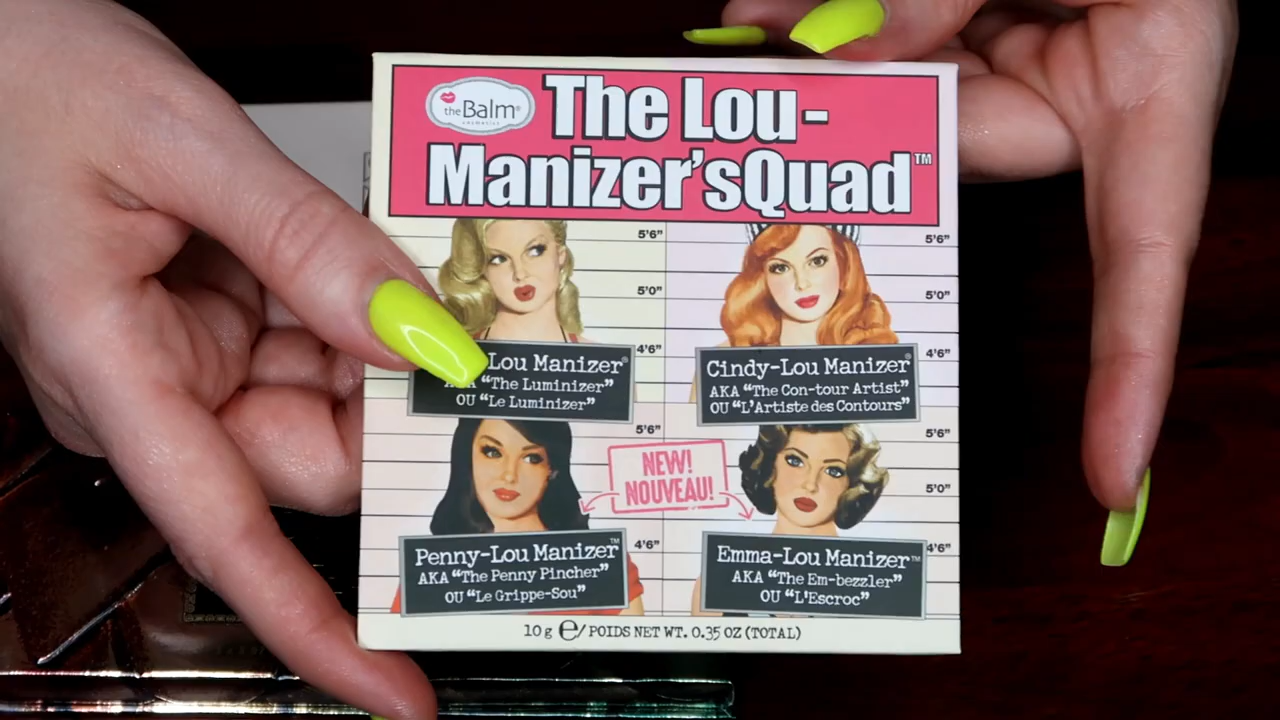 theBalm®
cosmetics
The Lou-
Manizer'sQuad™
5'6"
5'0"
4'6"
Lou Manizer®
AKA "The Luminizer"
OU "Le Luminizer"
5'6"
5'0"
4'6"
Cindy-Lou Manizer®
AKA "The Con-tour Artist"
OU "L'Artiste des Contours"
5'6"
NEW!
NOUVEAU!
4'6"
Penny-Lou Manizer™
AKA "The Penny Pincher"
OU "Le Grippe-Sou"
5'6"
5'0"
4'6"
Emma-Lou Manizer™
AKA "The Em-bezzler"
OU "L'Escroc"
10 g ℮/ POIDS NET WT. 0.35 OZ (TOTAL)